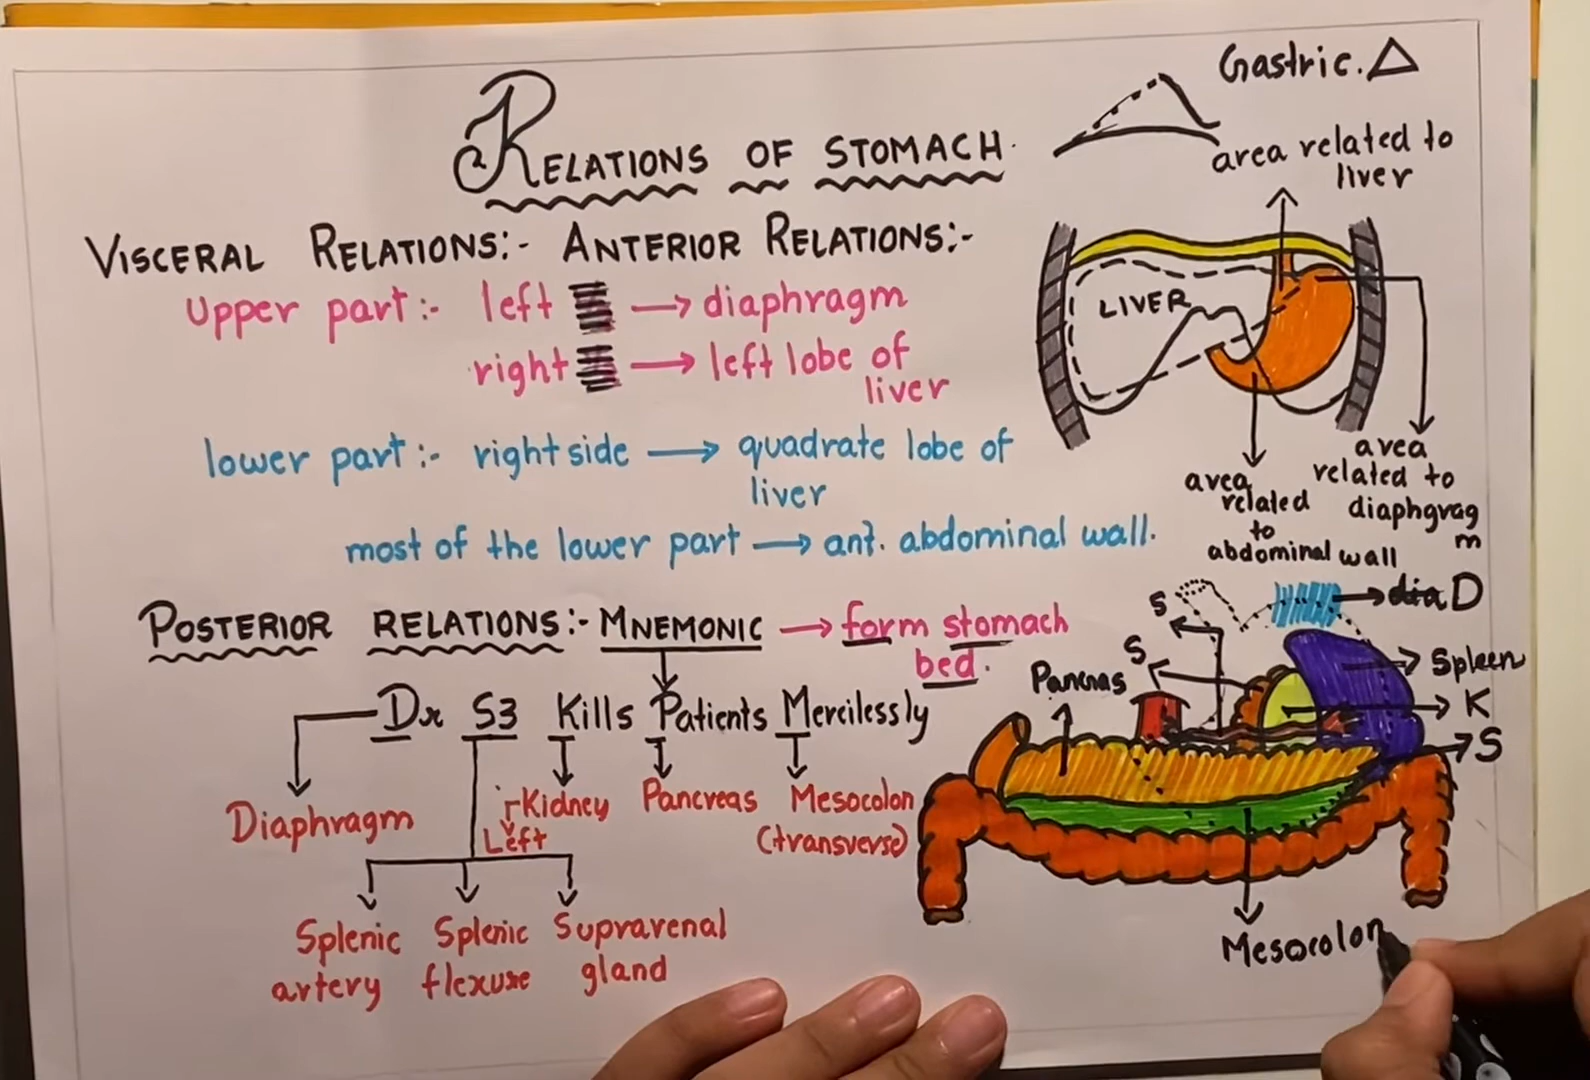 RELATIONS OF STOMACH.
VISCERAL RELATIONS:- ANTERIOR RELATIONS:-
Upper part:- left → diaphragm
right → left lobe of
liver
lower part:- right side → quadrate lobe of
liver
most of the lower part → ant. abdominal wall.
POSTERIOR RELATIONS:- MNEMONIC → form stomach
bed.
Dr S3 Kills Patients Mercilessly
Diaphragm
Kidney
Left
Pancreas
Mesocolon
(transverse)
Splenic
artery
Splenic
flexure
Suprarenal
gland
Gastric. △
area related to
liver
LIVER
area
related
to
abdominal wall
area
related to
diaphgrag
m
S
S
dia D
Pancreas
Spleen
K
S
Mesocolon